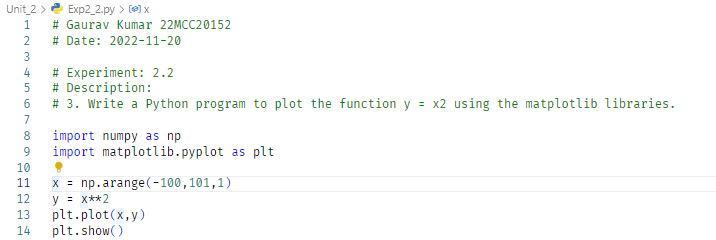 Unit_2 > Exp2_2.py > x
1 # Gaurav Kumar 22MCC20152
2 # Date: 2022-11-20
3
4 # Experiment: 2.2
5 # Description:
6 # 3. Write a Python program to plot the function y = x2 using the matplotlib libraries.
7
8 import numpy as np
9 import matplotlib.pyplot as plt
10
11 x = np.arange(-100,101,1)
12 y = x**2
13 plt.plot(x,y)
14 plt.show()